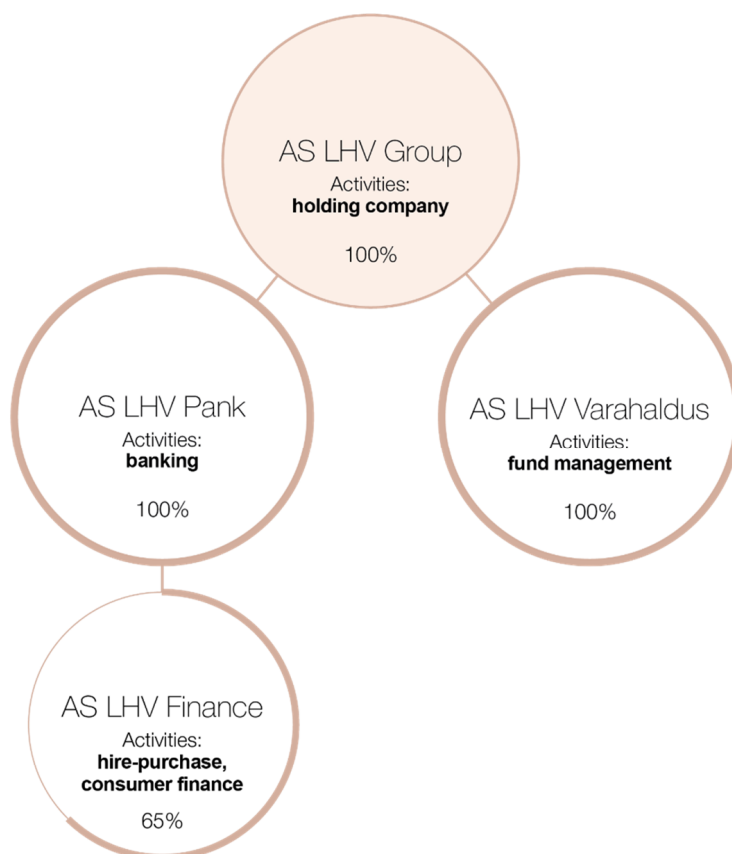 AS LHV Group
Activities:
holding company
100%
AS LHV Pank
Activities:
banking
100%
AS LHV Varahaldus
Activities:
fund management
100%
AS LHV Finance
Activities:
hire-purchase,
consumer finance
65%